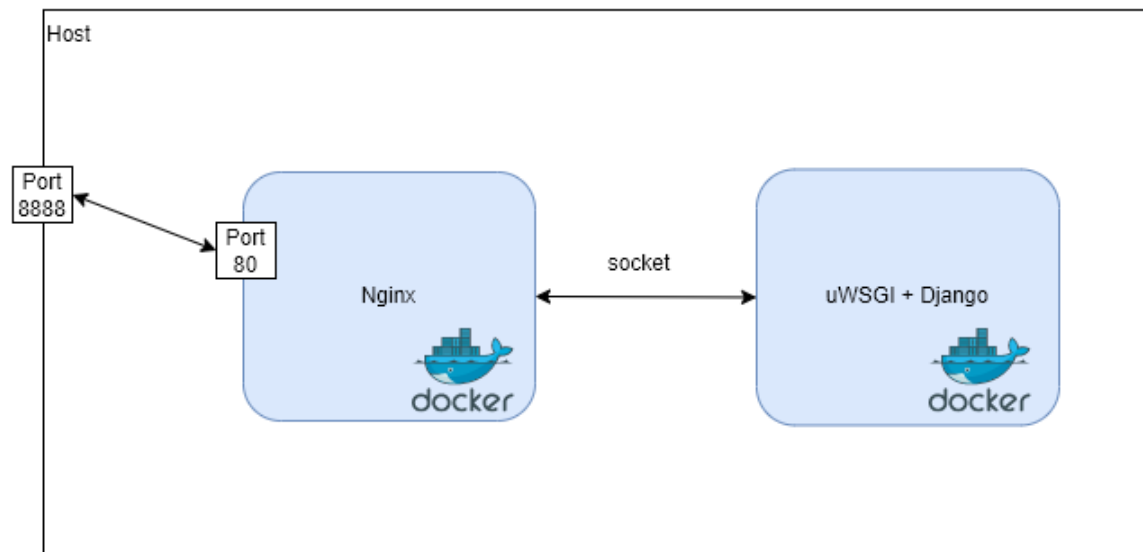 Host
Port
8888
Port
80
Nginx
docker
socket
uWSGI + Django
docker